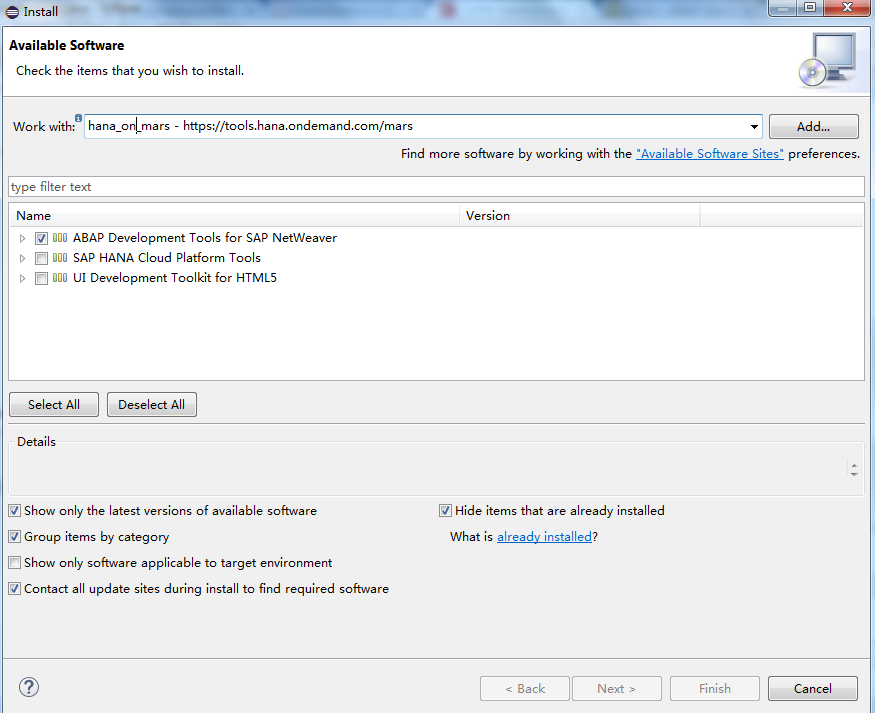 Install
Available Software
Check the items that you wish to install.
Work with: hana_on_mars - https://tools.hana.ondemand.com/mars Add...
Find more software by working with the "Available Software Sites" preferences.
type filter text
Name Version
ABAP Development Tools for SAP NetWeaver
SAP HANA Cloud Platform Tools
UI Development Toolkit for HTML5
Select All Deselect All
Details
Show only the latest versions of available software Hide items that are already installed
Group items by category What is already installed?
Show only software applicable to target environment
Contact all update sites during install to find required software
? < Back Next > Finish Cancel